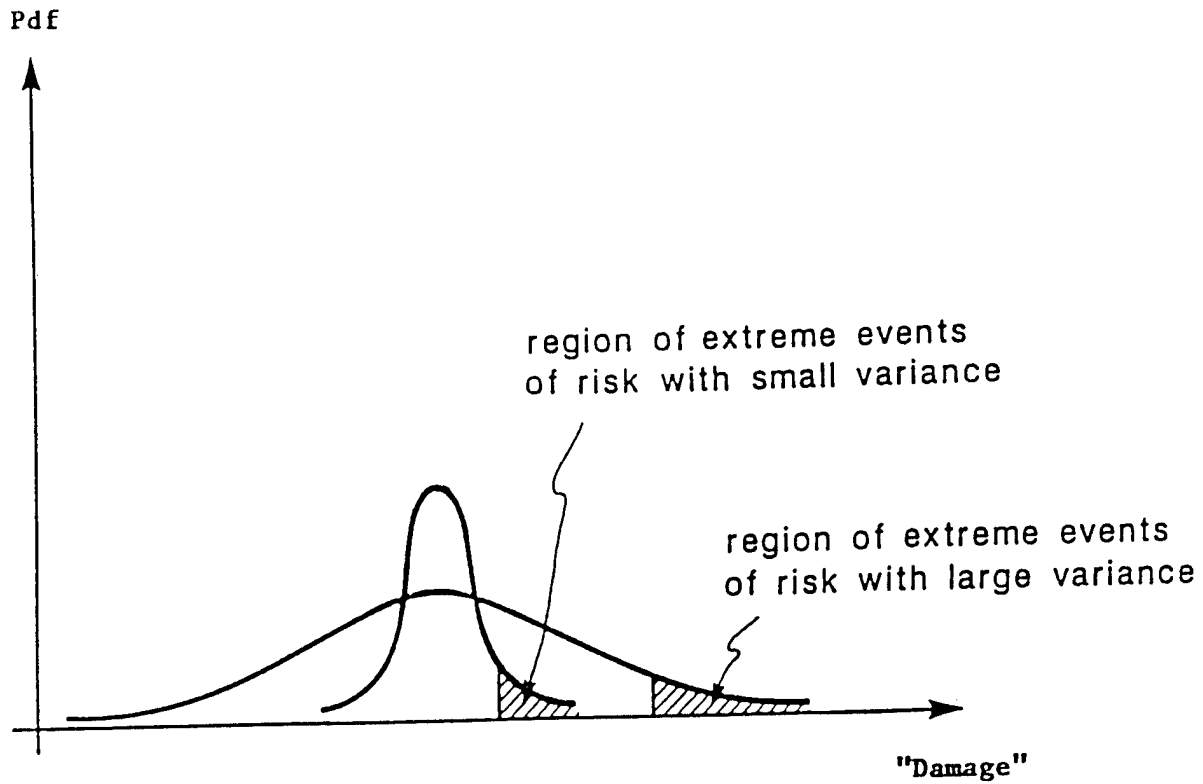 Pdf
region of extreme events
of risk with small variance
region of extreme events
of risk with large variance
"Damage"